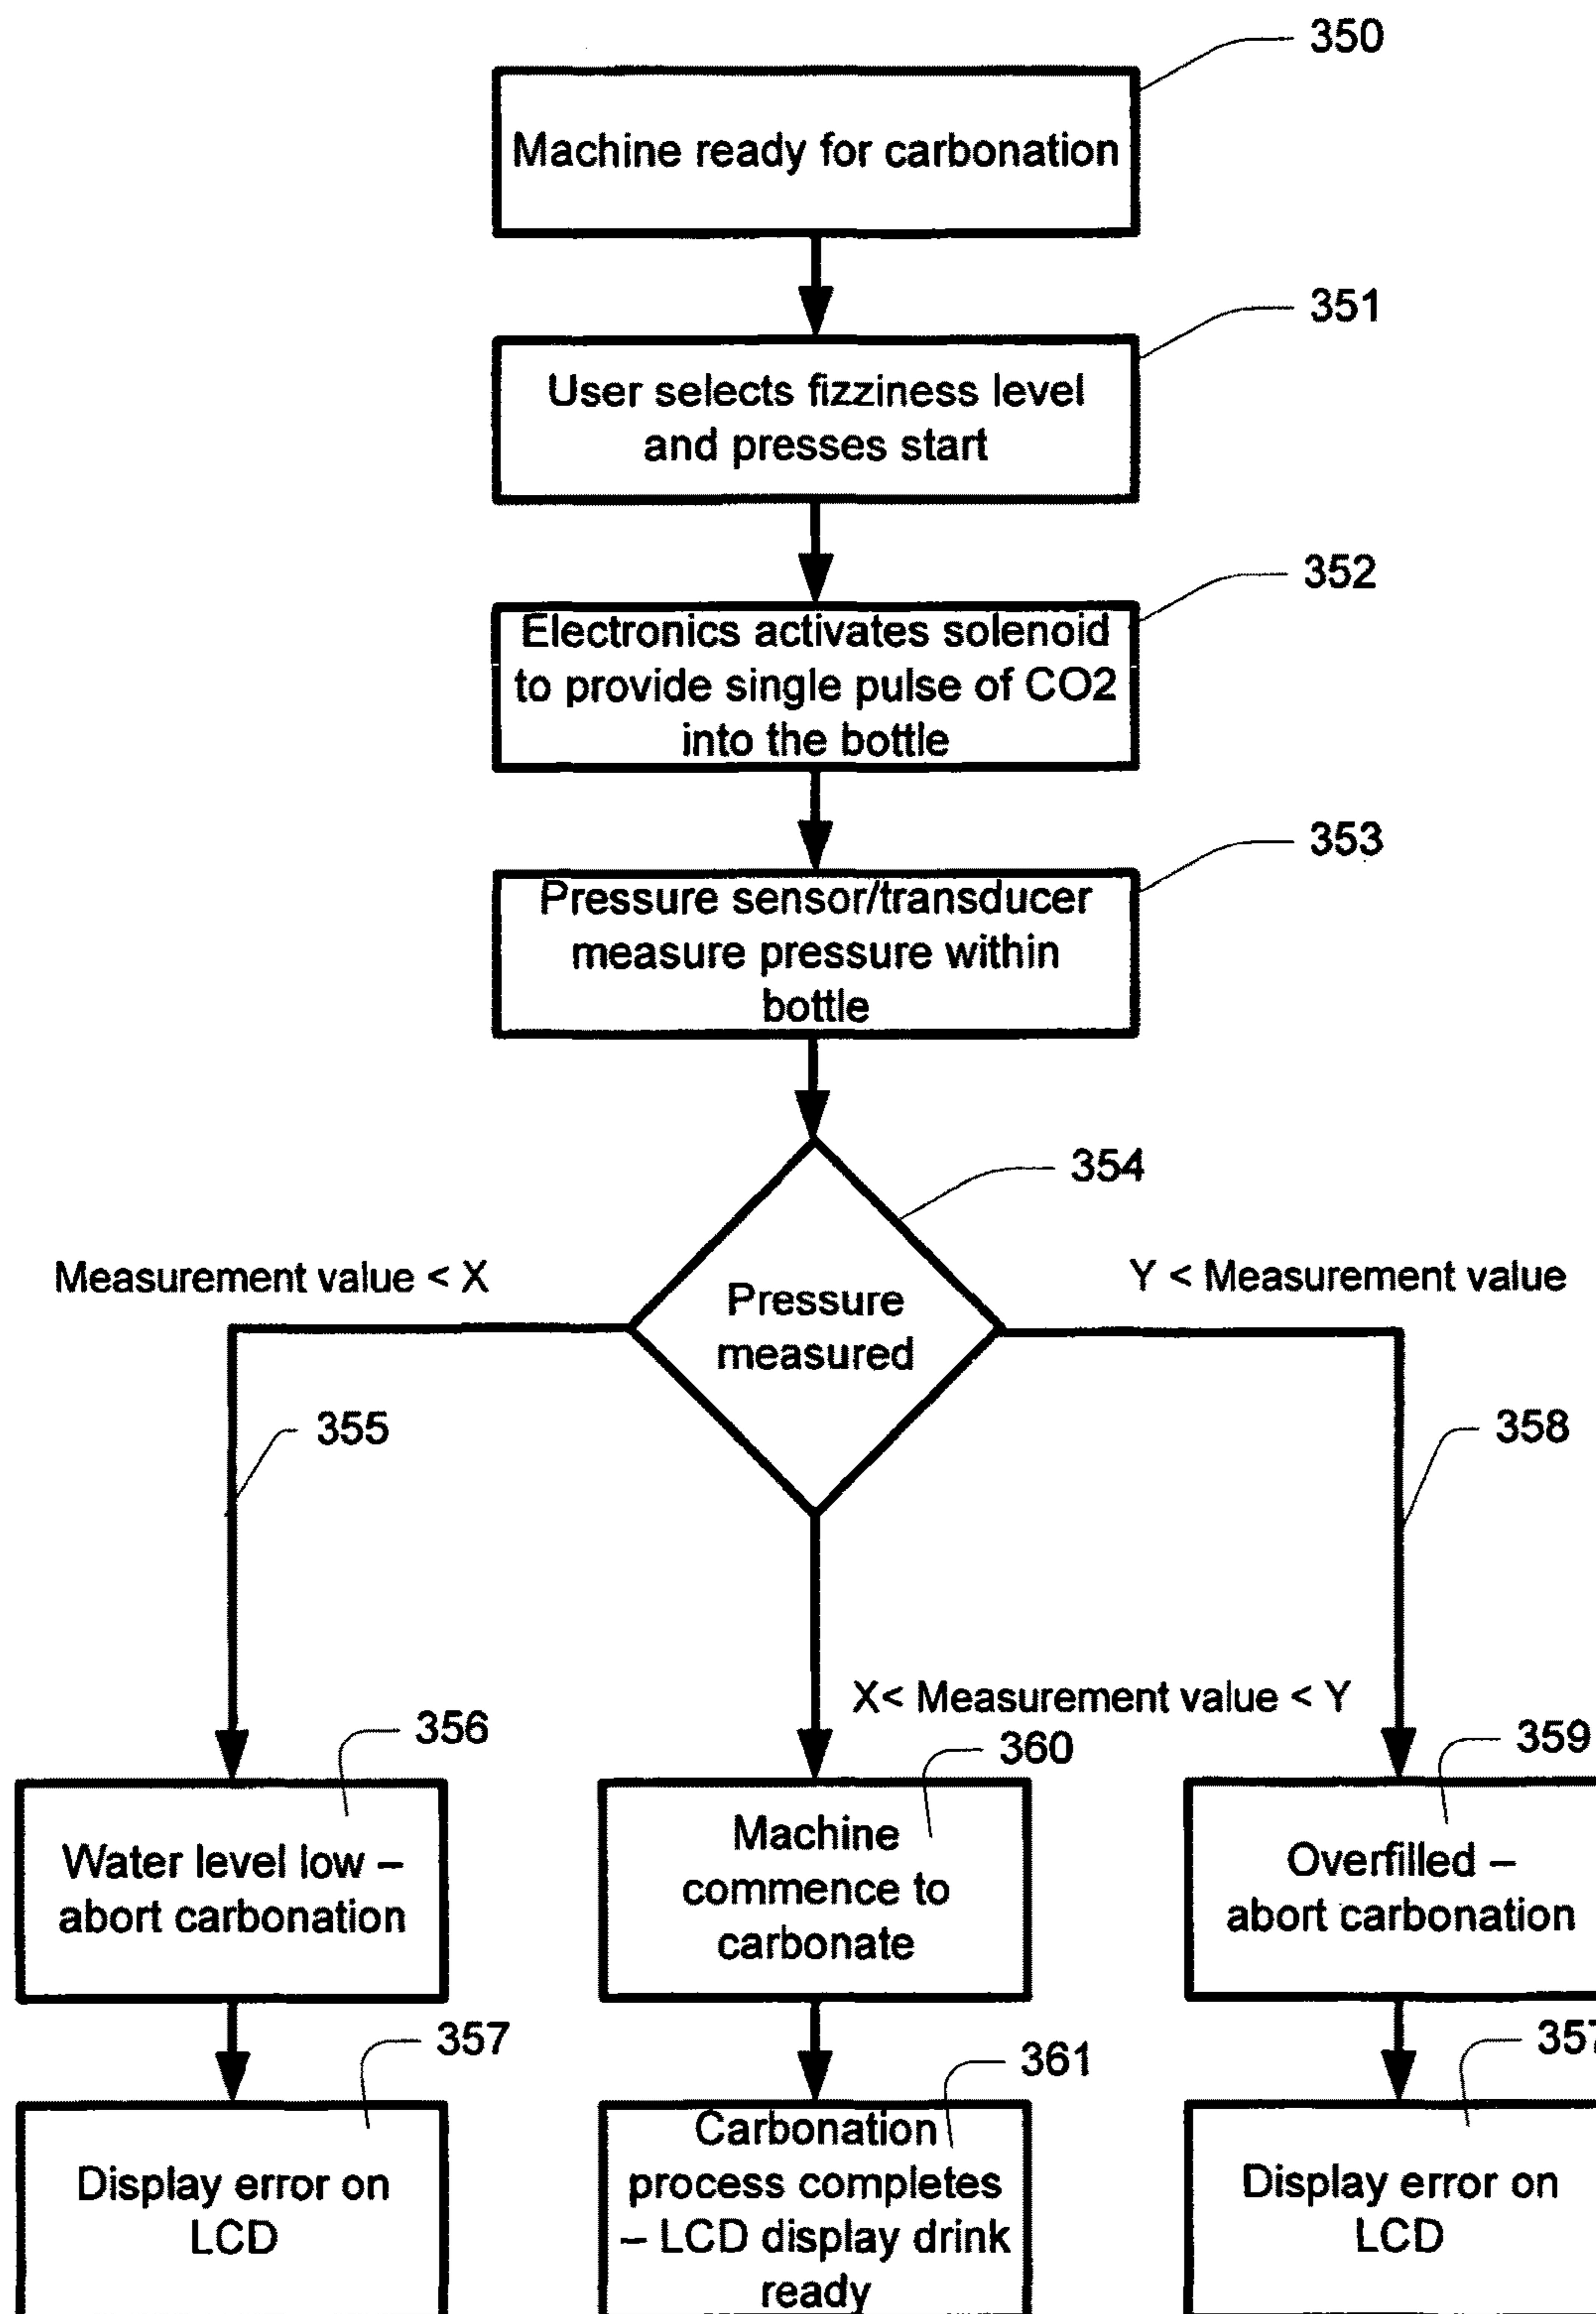 350
Machine ready for carbonation
351
User selects fizziness level
and presses start
352
Electronics activates solenoid
to provide single pulse of CO2
into the bottle
353
Pressure sensor/transducer
measure pressure within
bottle
354
Measurement value < X
Y < Measurement value
Pressure
measured
355
358
X< Measurement value < Y
356
360
359
Water level low –
abort carbonation
Machine
commence to
carbonate
Overfilled –
abort carbonation
357
361
357
Display error on
LCD
Carbonation
process completes
– LCD display drink
ready
Display error on
LCD